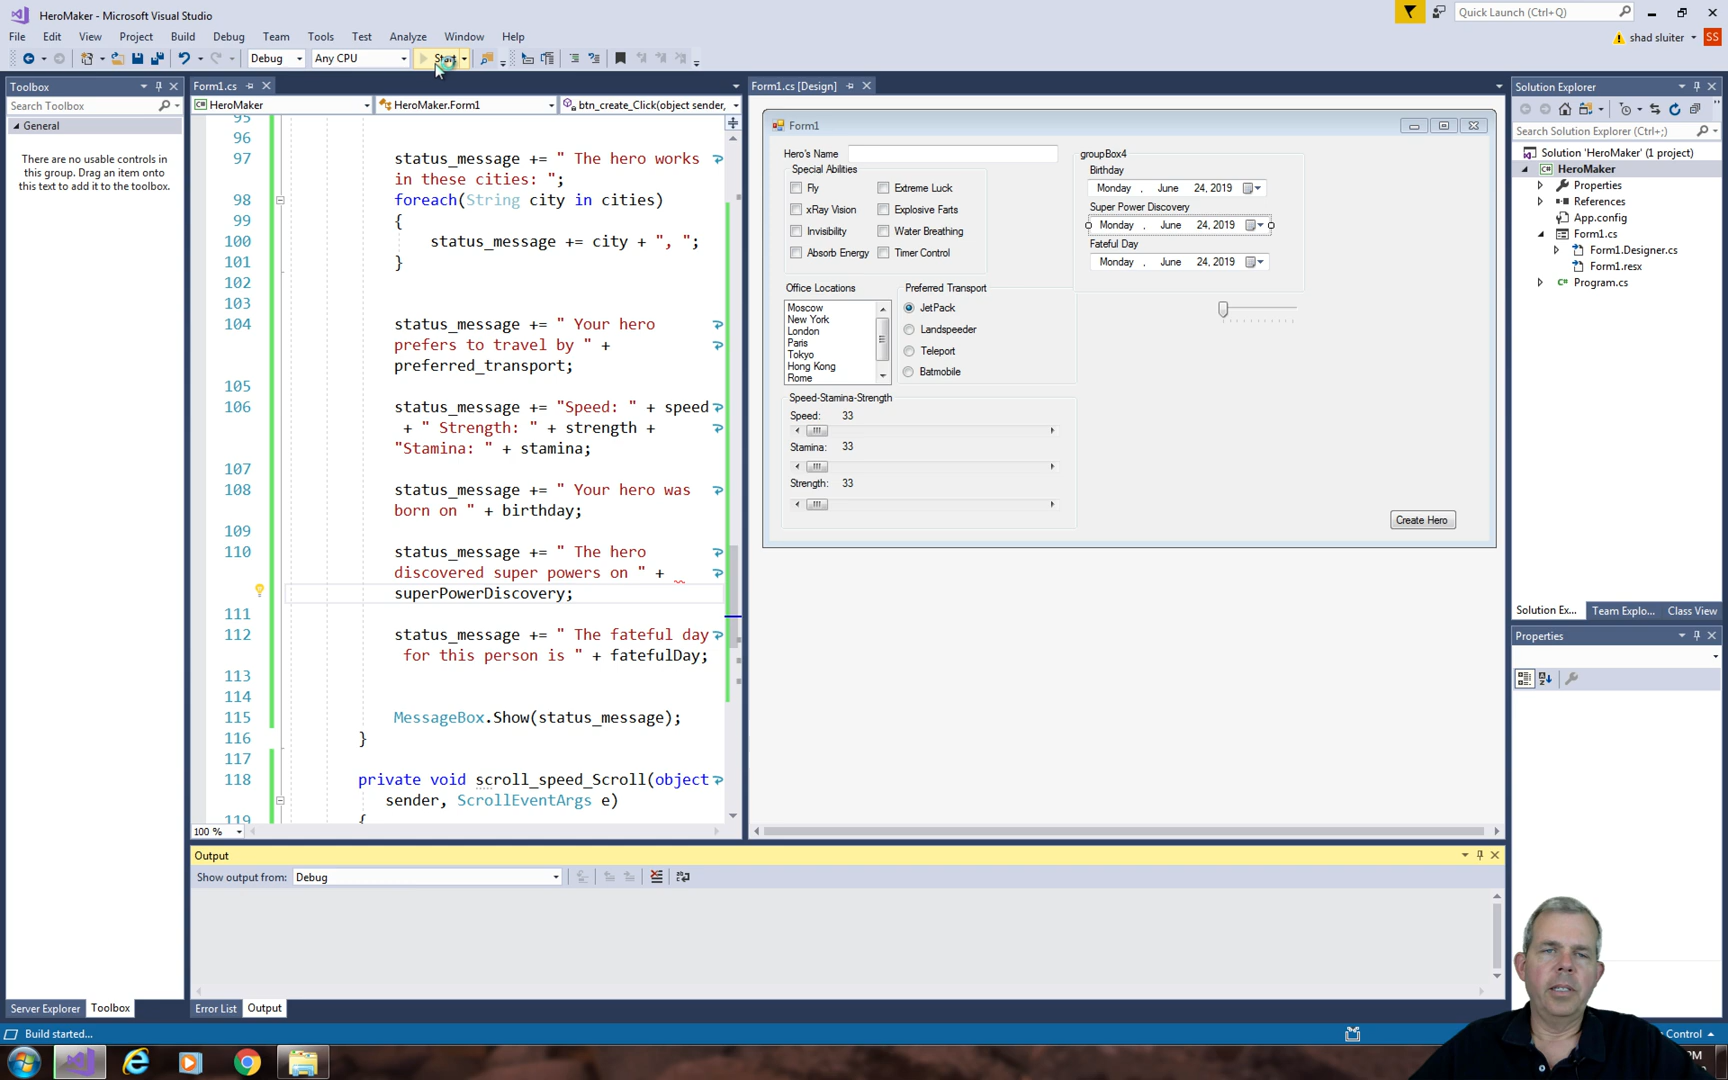 HeroMaker - Microsoft Visual Studio
Quick Launch (Ctrl+Q)
File Edit View Project Build Debug Team Tools Test Analyze Window Help
shad sluiter SS
Debug Any CPU Start
Toolbox
Search Toolbox
General
There are no usable controls in
this group. Drag an item onto
this text to add it to the toolbox.
Server Explorer Toolbox
Form1.cs
HeroMaker HeroMaker.Form1 btn_create_Click(object sender,
95
96
97 status_message += " The hero works
in these cities: ";
98 foreach(String city in cities)
99 {
100 status_message += city + ", ";
101 }
102
103
104 status_message += " Your hero
prefers to travel by " +
preferred_transport;
105
106 status_message += "Speed: " + speed
+ " Strength: " + strength +
"Stamina: " + stamina;
107
108 status_message += " Your hero was
born on " + birthday;
109
110 status_message += " The hero
discovered super powers on " +
superPowerDiscovery;
111
112 status_message += " The fateful day
for this person is " + fatefulDay;
113
114
115 MessageBox.Show(status_message);
116 }
117
118 private void scroll_speed_Scroll(object
sender, ScrollEventArgs e)
119 {
100 %
Form1.cs [Design]
Form1
Hero's Name
Special Abilities
Fly Extreme Luck
xRay Vision Explosive Farts
Invisibility Water Breathing
Absorb Energy Timer Control
groupBox4
Birthday
Monday , June 24, 2019
Super Power Discovery
Monday , June 24, 2019
Fateful Day
Monday , June 24, 2019
Office Locations
Moscow
New York
London
Paris
Tokyo
Hong Kong
Rome
Preferred Transport
JetPack
Landspeeder
Teleport
Batmobile
Speed-Stamina-Strength
Speed: 33
Stamina: 33
Strength: 33
Create Hero
Solution Explorer
Search Solution Explorer (Ctrl+;)
Solution 'HeroMaker' (1 project)
HeroMaker
Properties
References
App.config
Form1.cs
Form1.Designer.cs
Form1.resx
Program.cs
Solution Ex... Team Explo... Class View
Properties
Output
Show output from: Debug
Error List Output
Build started...
Control